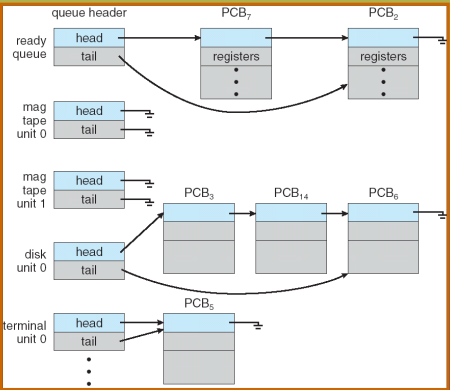 queue header PCB7 PCB2
ready queue
head
tail
registers
registers
mag tape unit 0
head
tail
mag tape unit 1
head
tail
PCB3 PCB14 PCB6
disk unit 0
head
tail
PCB5
terminal unit 0
head
tail